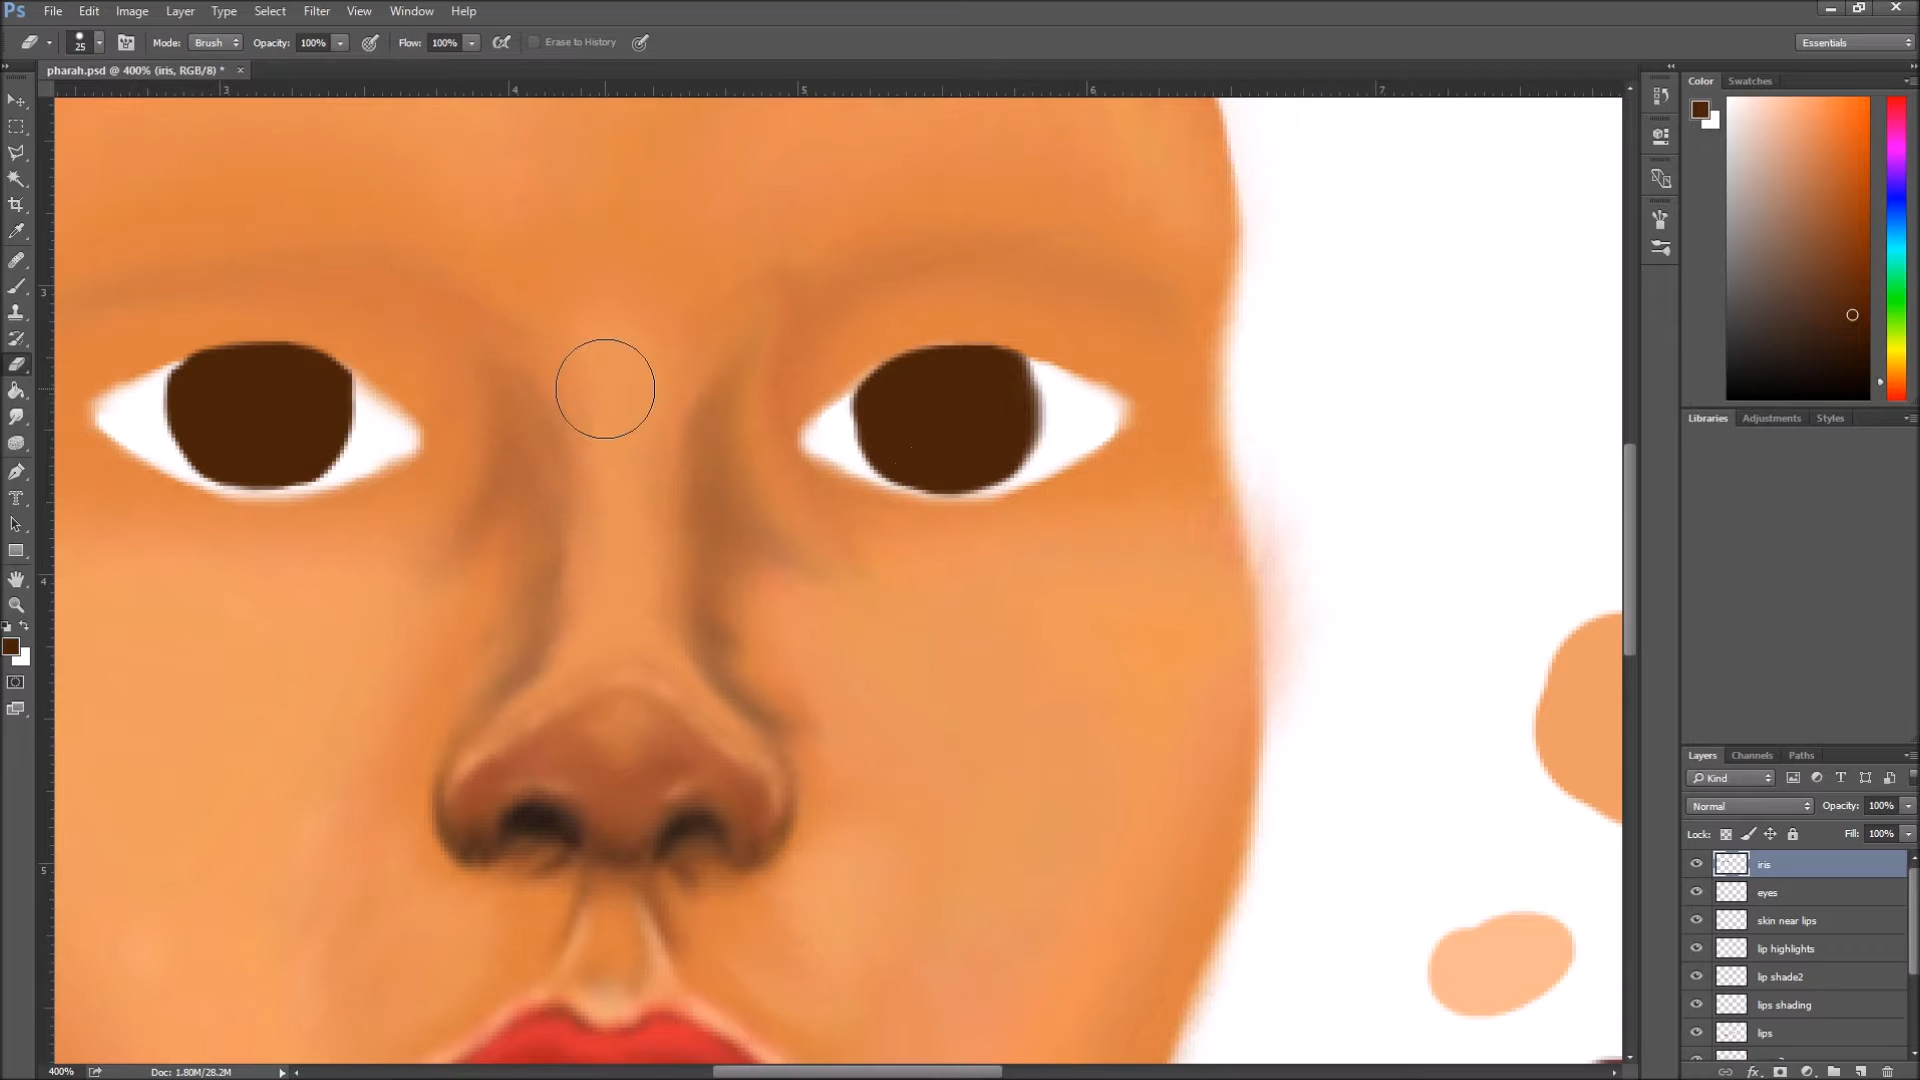 Ps File Edit Image Layer Type Select Filter View Window Help
25 Mode: Brush Opacity: 100% Flow: 100% Erase to History Essentials
pharah.psd @ 400% (iris, RGB/8) *
3 4 5 6 7
Color Swatches
3
4
5
Libraries Adjustments Styles
Layers Channels Paths
Kind
Normal Opacity: 100%
Lock: Fill: 100%
iris
eyes
skin near lips
lip highlights
lip shade2
lips shading
lips
400% Doc: 1.80M/28.2M